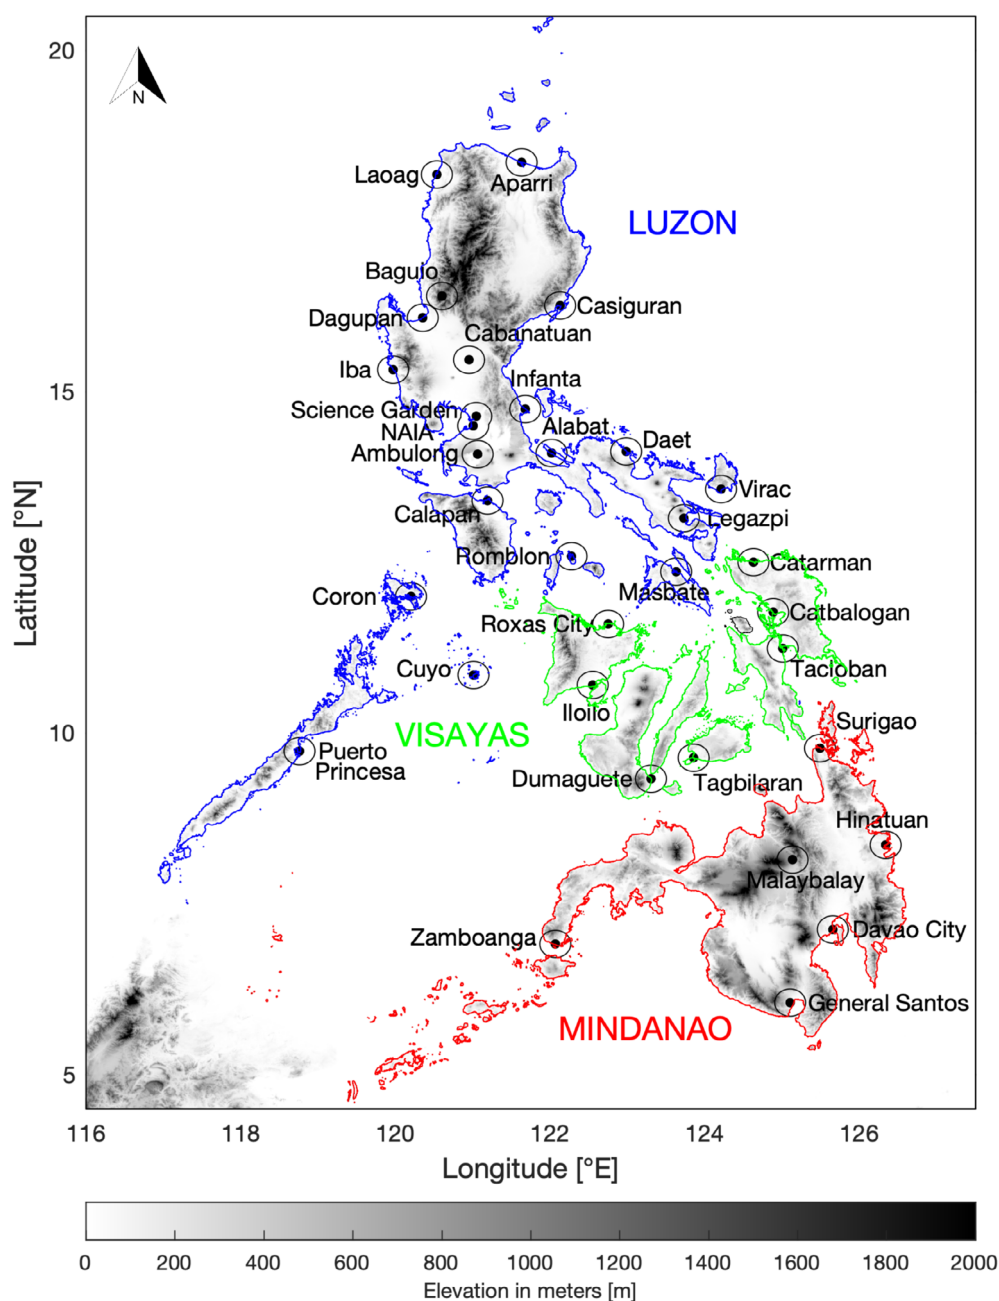 20
N
Laoag
Aparri
LUZON
Baguio
Casiguran
Dagupan
Cabanatuan
Iba
15
Infanta
Science Garden
NAIA
Alabat
Daet
Ambulong
Virac
Calapan
Legazpi
Romblon
Catarman
Masbate
Coron
Catbalogan
Roxas City
Cuyo
Tacloban
Iloilo
Surigao
10
VISAYAS
Puerto
Princesa
Dumaguete
Tagbilaran
Hinatuan
Malaybalay
Zamboanga
Davao City
General Santos
MINDANAO
5
Latitude [°N]
116 118 120 122 124 126
Longitude [°E]
0 200 400 600 800 1000 1200 1400 1600 1800 2000
Elevation in meters [m]